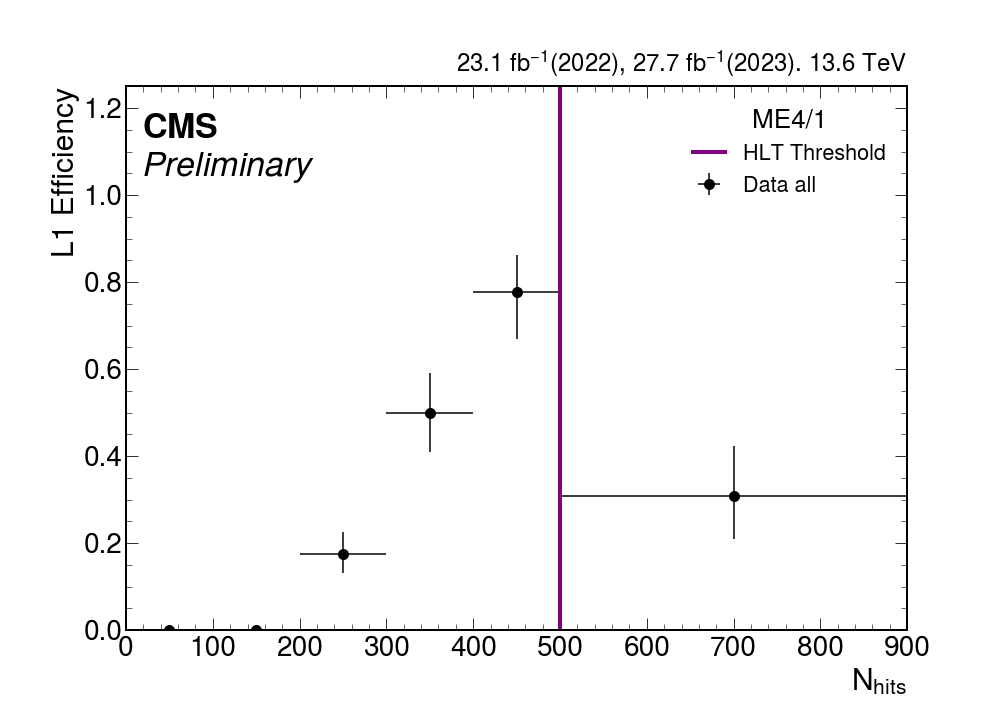 23.1 fb⁻¹(2022), 27.7 fb⁻¹(2023). 13.6 TeV
CMS
Preliminary
ME4/1
HLT Threshold
Data all
L1 Efficiency
1.2
1.0
0.8
0.6
0.4
0.2
0.0
0 100 200 300 400 500 600 700 800 900
N_hits